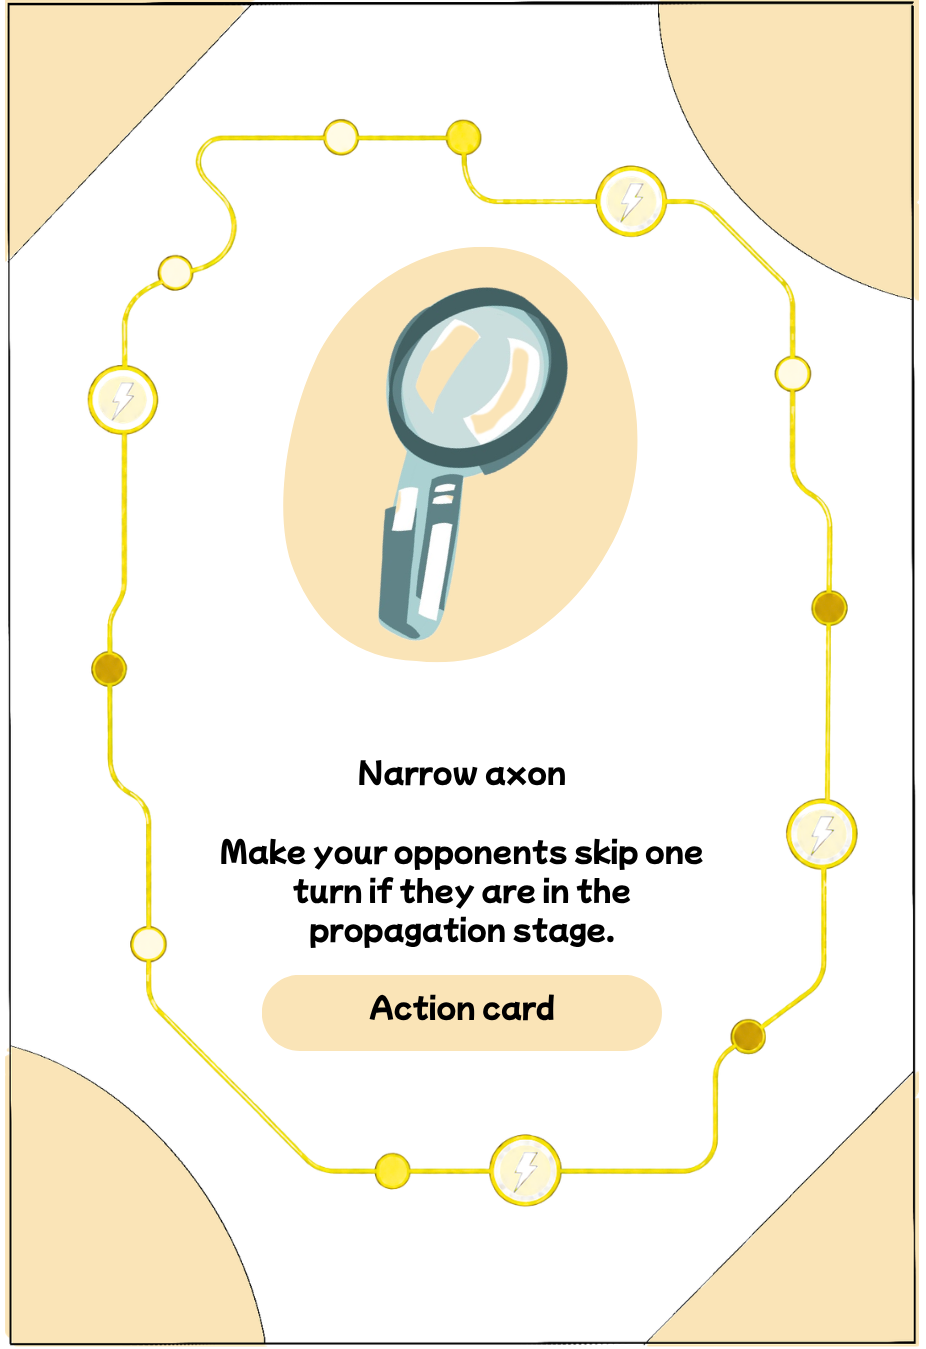 Narrow axon
Make your opponents skip one
turn if they are in the
propagation stage.
Action card